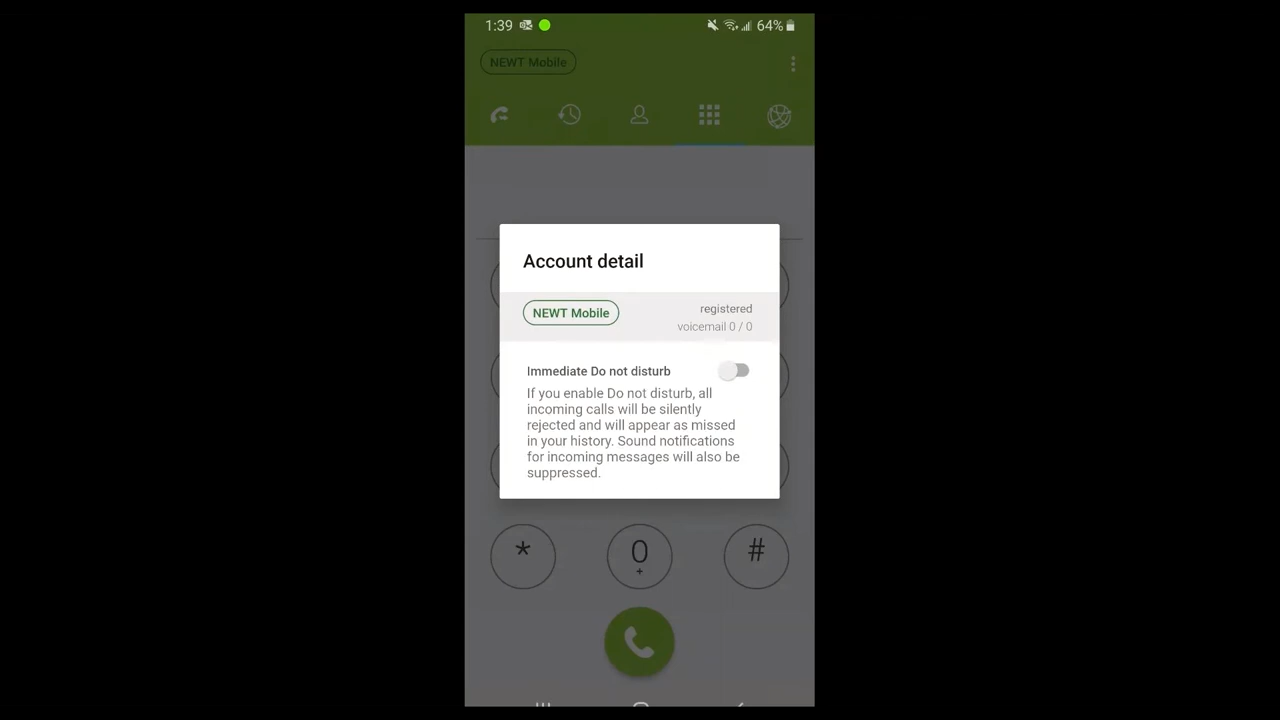 1:39 64%
NEWT Mobile
Account detail
NEWT Mobile registered
voicemail 0 / 0
Immediate Do not disturb
If you enable Do not disturb, all
incoming calls will be silently
rejected and will appear as missed
in your history. Sound notifications
for incoming messages will also be
suppressed.
* 0 #
+